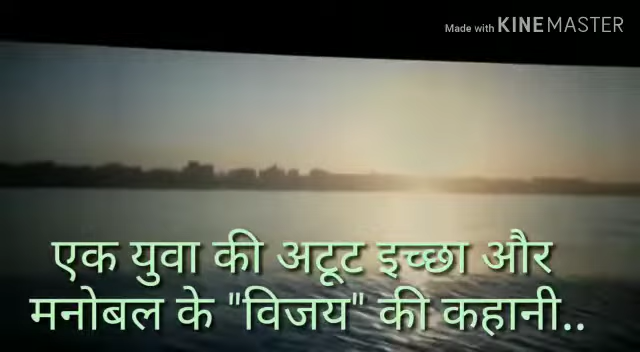 Made with KINEMASTER
एक युवा की अटूट इच्छा और
मनोबल के "विजय" की कहानी..